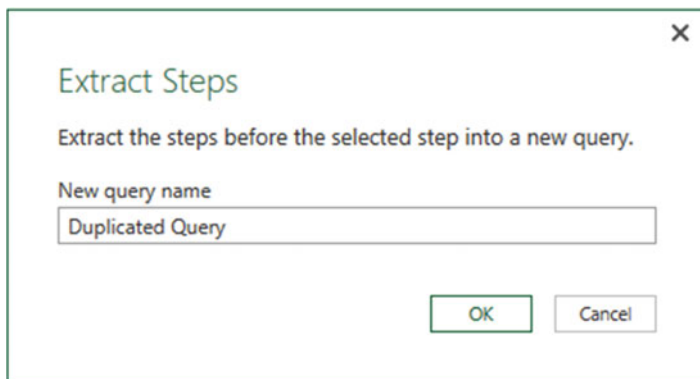 Extract Steps
Extract the steps before the selected step into a new query.
New query name
Duplicated Query
OK Cancel